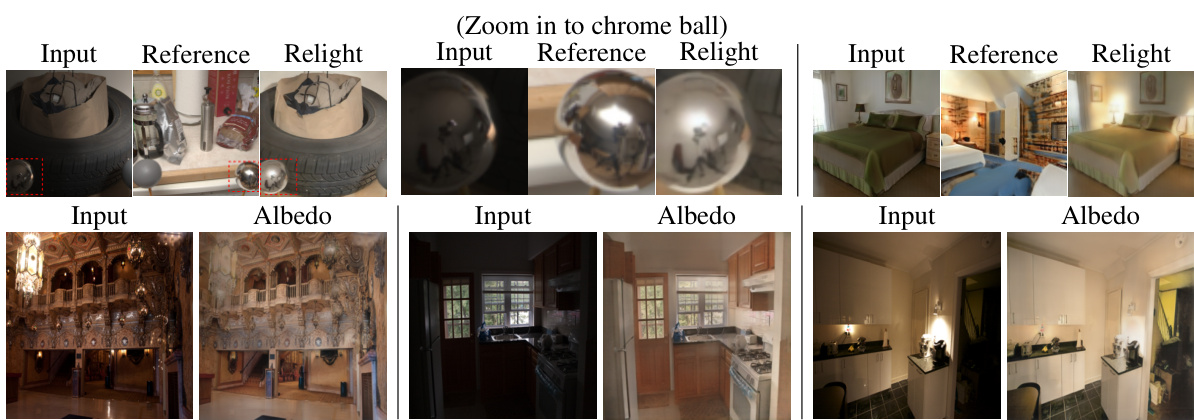 (Zoom in to chrome ball)
Input Reference Relight Input Reference Relight Input Reference Relight
Input Albedo Input Albedo Input Albedo